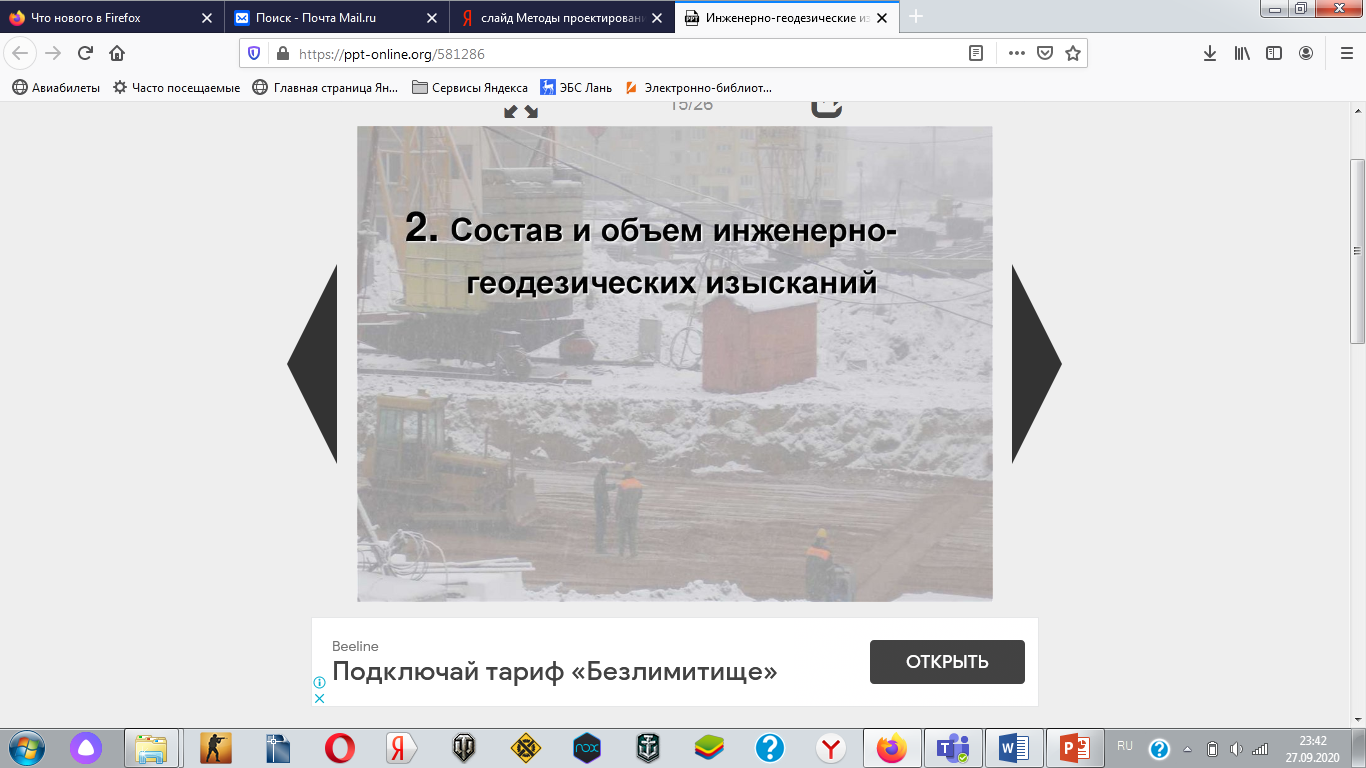 Что нового в Firefox
Поиск - Почта Mail.ru
слайд Методы проектирован
Инженерно-геодезические из
https://ppt-online.org/581286
Авиабилеты
Часто посещаемые
Главная страница Ян...
Сервисы Яндекса
ЭБС Лань
Электронно-библиот...
15/26
2. Состав и объем инженерно-
геодезических изысканий
Beeline
Подключай тариф «Безлимитище»
ОТКРЫТЬ
RU
23:42
27.09.2020